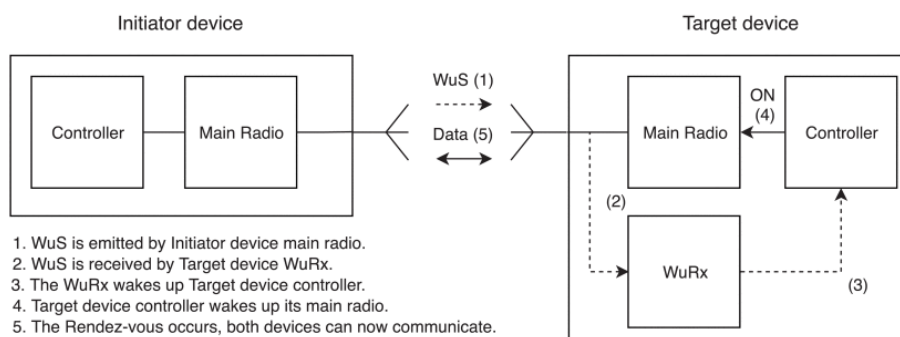 Initiator device
Target device
WuS (1)
ON
(4)
Controller
Main Radio
Data (5)
Main Radio
Controller
(2)
WuRx
(3)
1. WuS is emitted by Initiator device main radio.
2. WuS is received by Target device WuRx.
3. The WuRx wakes up Target device controller.
4. Target device controller wakes up its main radio.
5. The Rendez-vous occurs, both devices can now communicate.